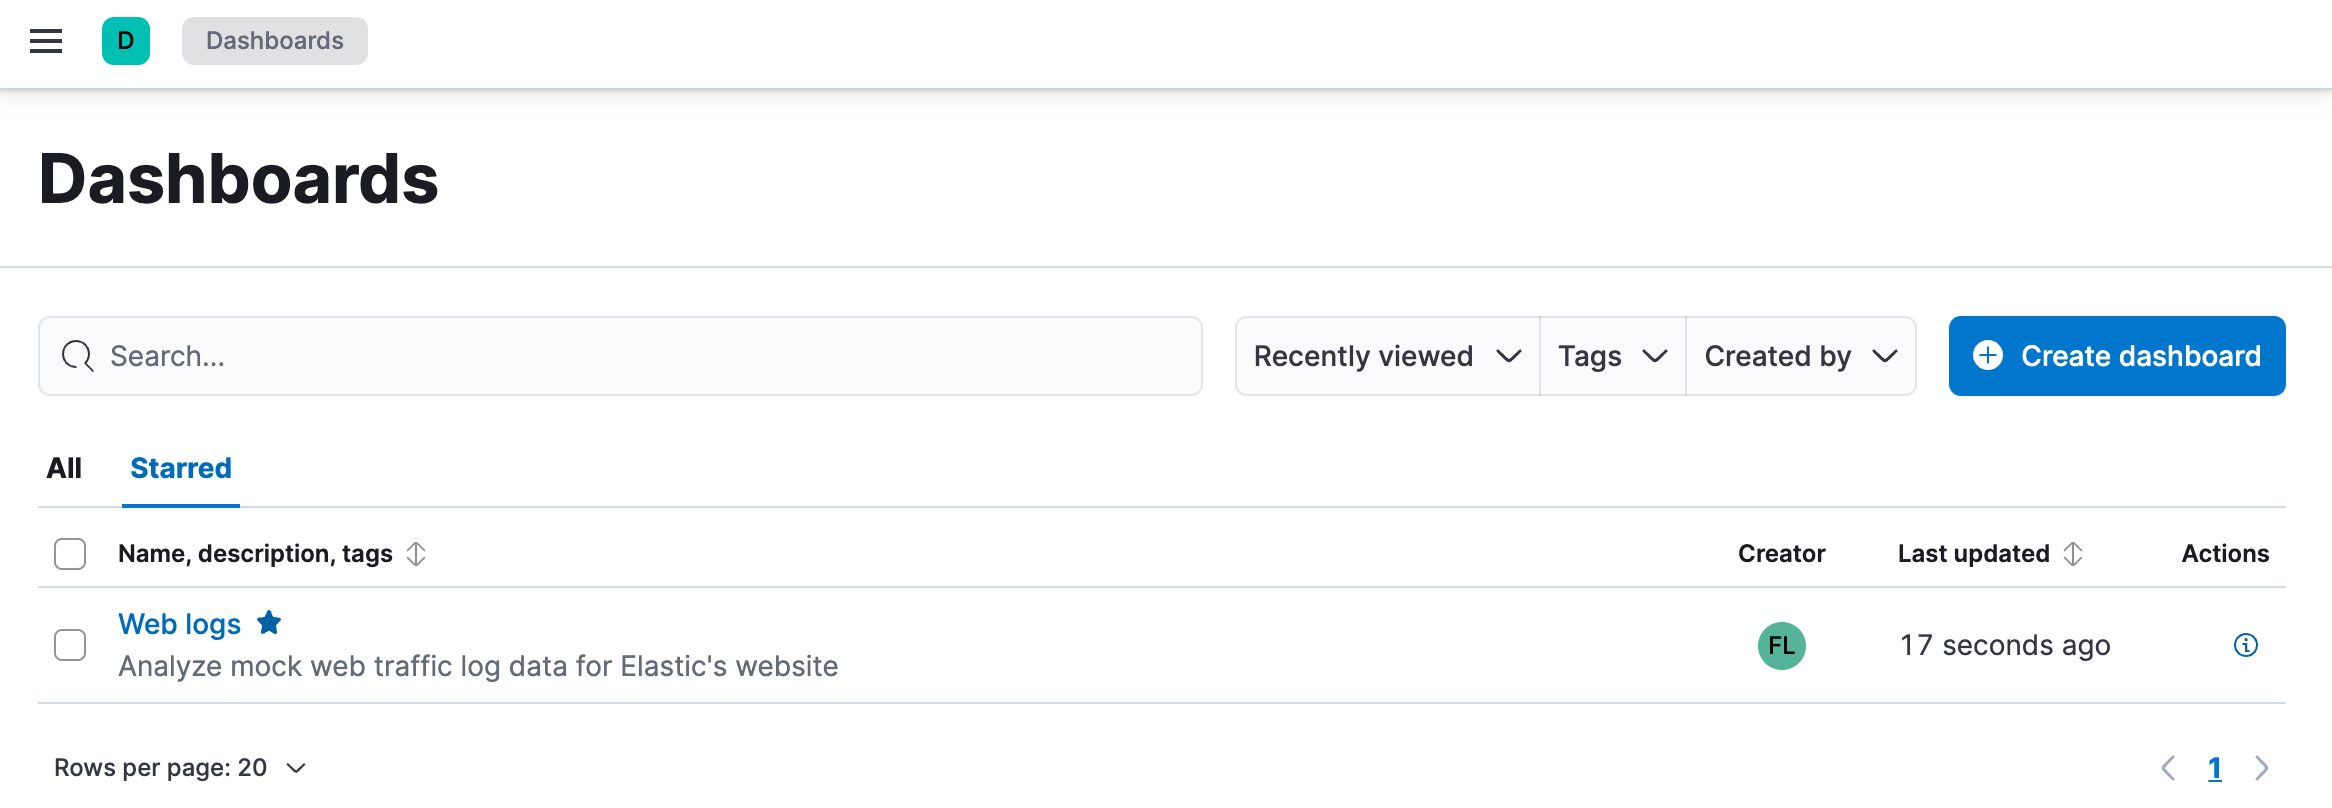 D Dashboards
Dashboards
Search... Recently viewed Tags Created by Create dashboard
All Starred
Name, description, tags Creator Last updated Actions
Web logs
Analyze mock web traffic log data for Elastic's website FL 17 seconds ago
Rows per page: 20 1